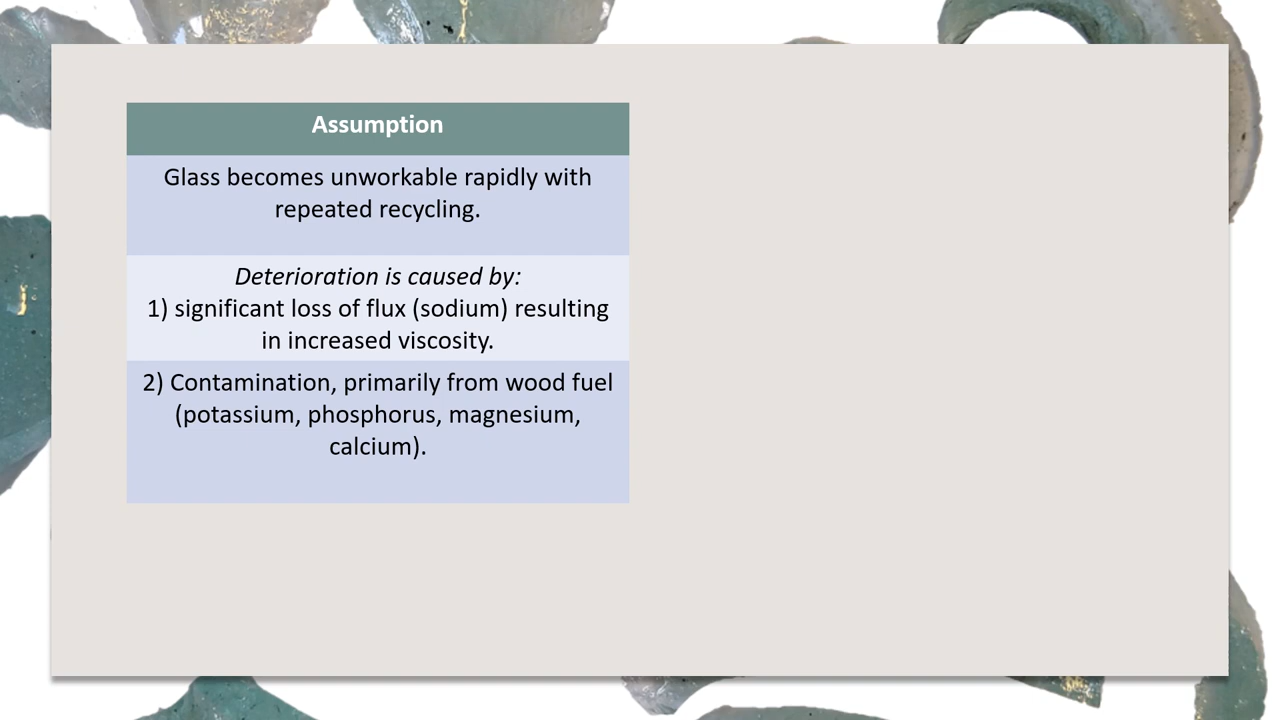 Assumption
Glass becomes unworkable rapidly with
repeated recycling.
Deterioration is caused by:
1) significant loss of flux (sodium) resulting
in increased viscosity.
2) Contamination, primarily from wood fuel
(potassium, phosphorus, magnesium,
calcium).